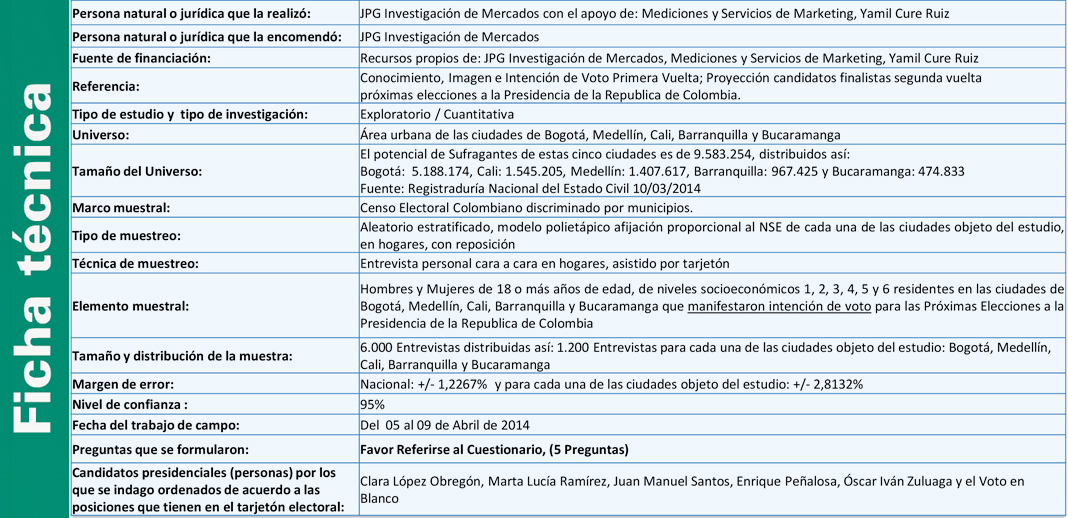 Ficha técnica
Persona natural o jurídica que la realizó:
JPG Investigación de Mercados con el apoyo de: Mediciones y Servicios de Marketing, Yamil Cure Ruiz
Persona natural o jurídica que la encomendó:
JPG Investigación de Mercados
Fuente de financiación:
Recursos propios de: JPG Investigación de Mercados, Mediciones y Servicios de Marketing, Yamil Cure Ruiz
Referencia:
Conocimiento, Imagen e Intención de Voto Primera Vuelta; Proyección candidatos finalistas segunda vuelta
próximas elecciones a la Presidencia de la Republica de Colombia.
Tipo de estudio y tipo de investigación:
Exploratorio / Cuantitativa
Universo:
Área urbana de las ciudades de Bogotá, Medellín, Cali, Barranquilla y Bucaramanga
Tamaño del Universo:
El potencial de Sufragantes de estas cinco ciudades es de 9.583.254, distribuidos así:
Bogotá: 5.188.174, Cali: 1.545.205, Medellín: 1.407.617, Barranquilla: 967.425 y Bucaramanga: 474.833
Fuente: Registraduría Nacional del Estado Civil 10/03/2014
Marco muestral:
Censo Electoral Colombiano discriminado por municipios.
Tipo de muestreo:
Aleatorio estratificado, modelo polietápico afijación proporcional al NSE de cada una de las ciudades objeto del estudio,
en hogares, con reposición
Técnica de muestreo:
Entrevista personal cara a cara en hogares, asistido por tarjetón
Elemento muestral:
Hombres y Mujeres de 18 o más años de edad, de niveles socioeconómicos 1, 2, 3, 4, 5 y 6 residentes en las ciudades de
Bogotá, Medellín, Cali, Barranquilla y Bucaramanga que manifestaron intención de voto para las Próximas Elecciones a la
Presidencia de la Republica de Colombia
Tamaño y distribución de la muestra:
6.000 Entrevistas distribuidas así: 1.200 Entrevistas para cada una de las ciudades objeto del estudio: Bogotá, Medellín,
Cali, Barranquilla y Bucaramanga
Margen de error:
Nacional: +/- 1,2267% y para cada una de las ciudades objeto del estudio: +/- 2,8132%
Nivel de confianza :
95%
Fecha del trabajo de campo:
Del 05 al 09 de Abril de 2014
Preguntas que se formularon:
Favor Referirse al Cuestionario, (5 Preguntas)
Candidatos presidenciales (personas) por los
que se indago ordenados de acuerdo a las
posiciones que tienen en el tarjetón electoral:
Clara López Obregón, Marta Lucía Ramírez, Juan Manuel Santos, Enrique Peñalosa, Óscar Iván Zuluaga y el Voto en
Blanco